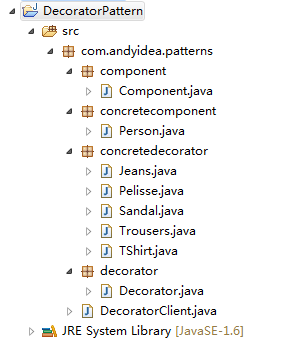 DecoratorPattern
src
com.andyidea.patterns
component
Component.java
concretecomponent
Person.java
concretedecorator
Jeans.java
Pelisse.java
Sandal.java
Trousers.java
TShirt.java
decorator
Decorator.java
DecoratorClient.java
JRE System Library [JavaSE-1.6]